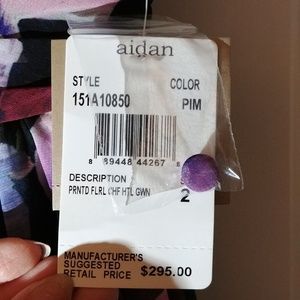 aidan
STYLE COLOR
151A10850 PIM
8 89448 44267 6
DESCRIPTION
PRNTD FLRL CHF HTL GWN 2
MANUFACTURER'S
SUGGESTED
RETAIL PRICE $295.00